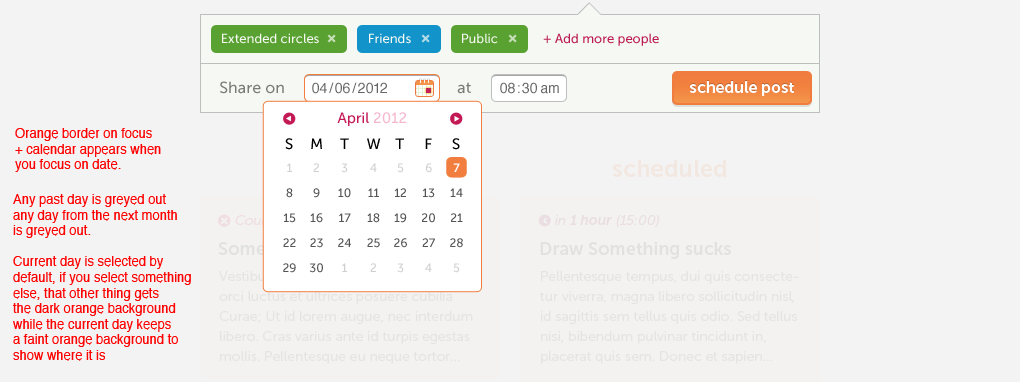 Extended circles × Friends × Public × + Add more people
Share on 04/06/2012 at 08:30 am schedule post
April 2012
S M T W T F S
1 2 3 4 5 6 7
8 9 10 11 12 13 14
15 16 17 18 19 20 21
22 23 24 25 26 27 28
29 30 1 2 3 4 5
Orange border on focus
+ calendar appears when
you focus on date.
Any past day is greyed out
any day from the next month
is greyed out.
Current day is selected by
default, if you select something
else, that other thing gets
the dark orange background
while the current day keeps
a faint orange background to
show where it is
scheduled
Cou
Some
Vestibu
orci luctus et ultrices posuere cubilia
Curae; Ut id lorem augue, nec interdum
libero. Cras varius ante id turpis egestas
mollis. Pellentesque eu neque tortor...
in 1 hour (15:00)
Draw Something sucks
Pellentesque tempus, dui quis consecte-
tur viverra, magna libero sollicitudin nisl,
id sagittis sem tellus quis odio. Sed tellus
nisl, bibendum pulvinar tincidunt in,
placerat quis sem. Donec et sapien...